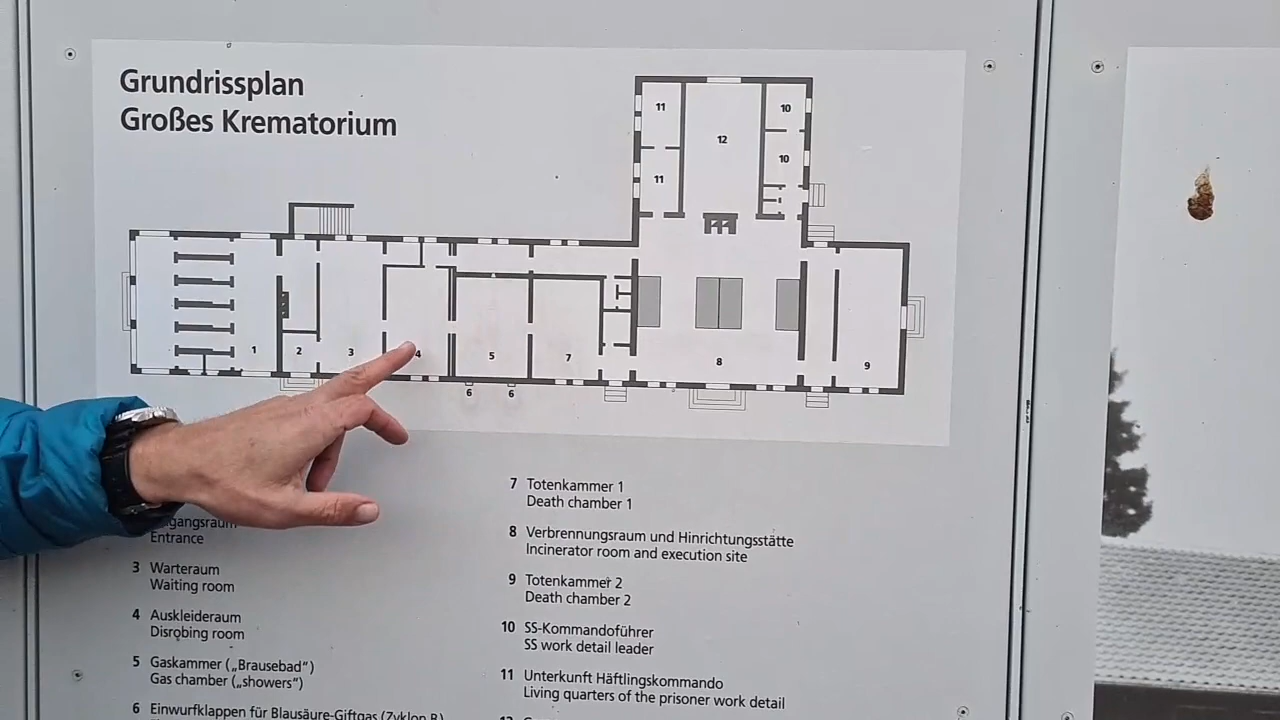 Grundrissplan
Großes Krematorium
11
12
10
11
10
1
2
3
4
5
7
8
9
6
6
Entrance
3 Warteraum
Waiting room
4 Auskleideraum
Disrobing room
5 Gaskammer („Brausebad“)
Gas chamber („showers“)
6 Einwurfklappen für Blausäure-Giftgas (Zyklon B)
7 Totenkammer 1
Death chamber 1
8 Verbrennungsraum und Hinrichtungsstätte
Incinerator room and execution site
9 Totenkammer 2
Death chamber 2
10 SS-Kommandoführer
SS work detail leader
11 Unterkunft Häftlingskommando
Living quarters of the prisoner work detail
12